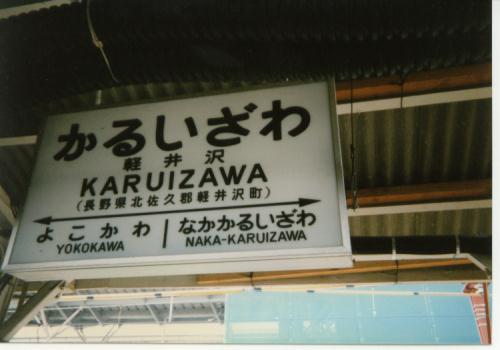 かるいざわ
軽井沢
KARUIZAWA
(長野県北佐久郡軽井沢町)
よこかわ | なかかるいざわ
YOKOKAWA NAKA-KARUIZAWA